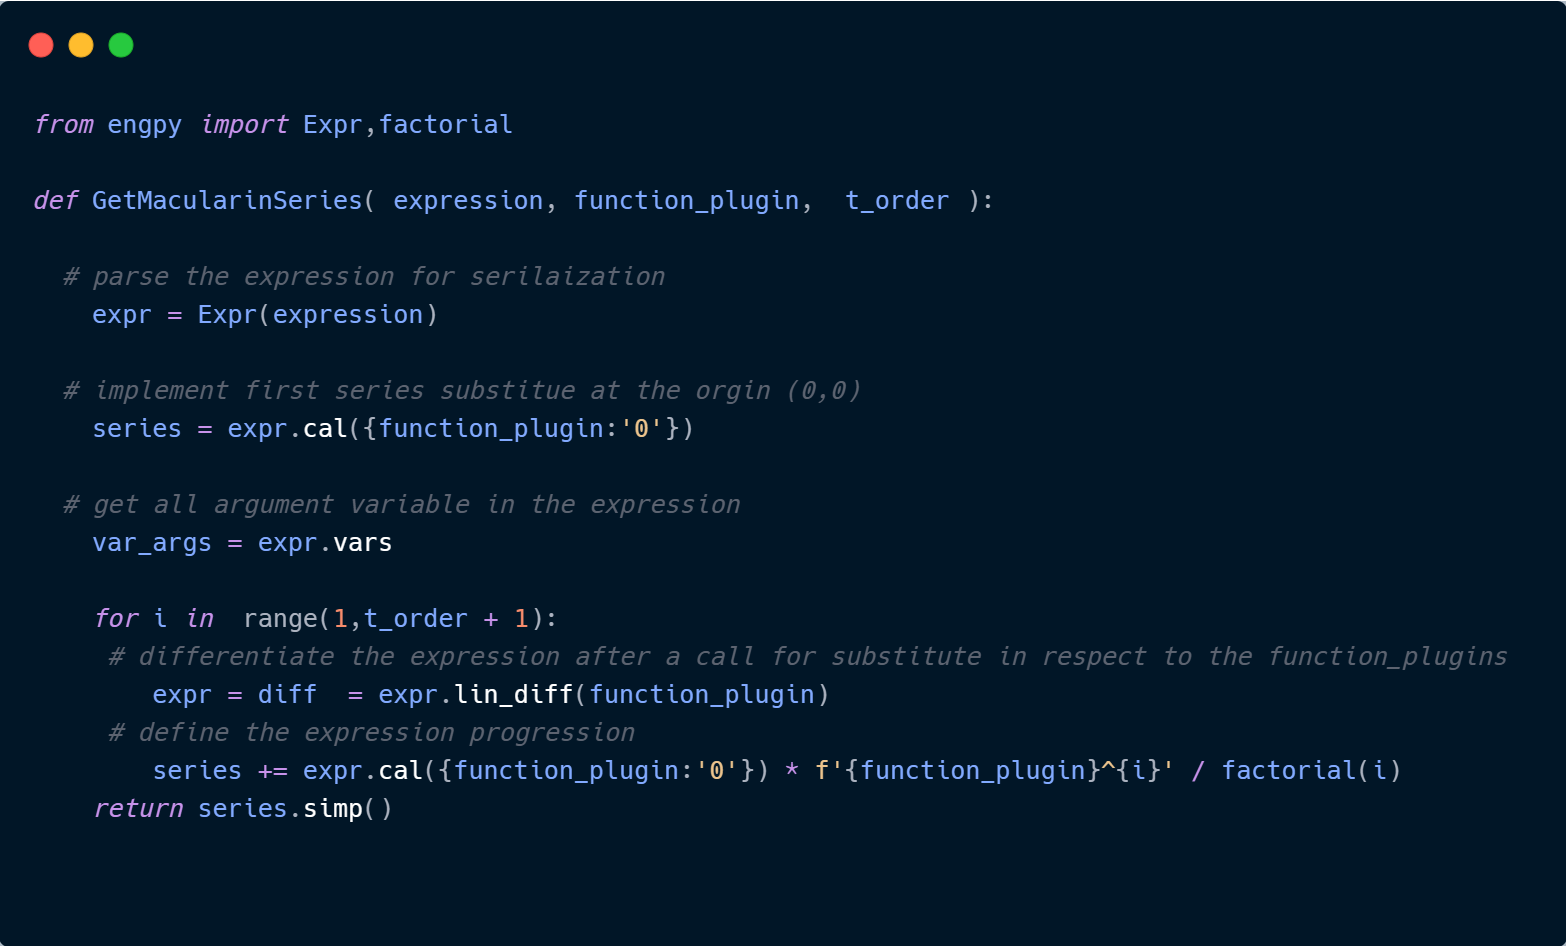 from engpy import Expr,factorial
def GetMacularinSeries( expression, function_plugin,  t_order ):
# parse the expression for serilaization
expr = Expr(expression)
# implement first series substitue at the orgin (0,0)
series = expr.cal({function_plugin:'0'})
# get all argument variable in the expression
var_args = expr.vars
for i in  range(1,t_order + 1):
# differentiate the expression after a call for substitute in respect to the function_plugins
expr = diff  = expr.lin_diff(function_plugin)
# define the expression progression
series += expr.cal({function_plugin:'0'}) * f'{function_plugin}^{i}' / factorial(i)
return series.simp()